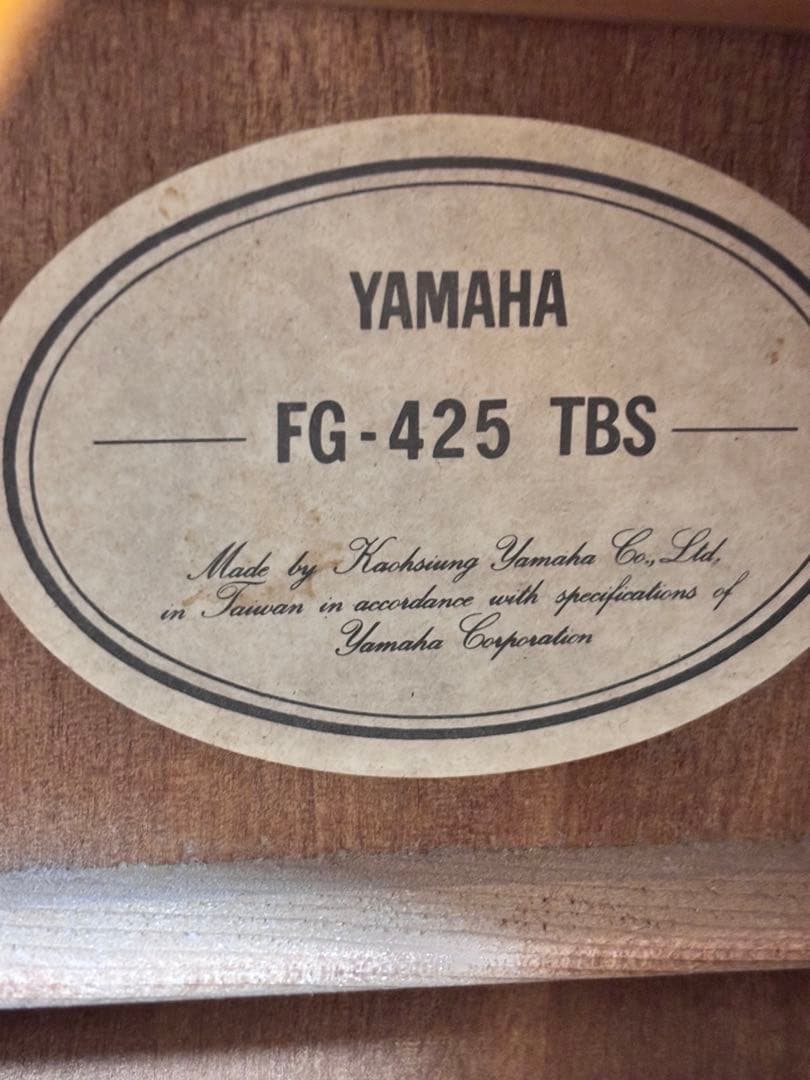 YAMAHA
FG-425 TBS
Made by Kaohsiung Yamaha Co., Ltd,
in Taiwan in accordance with specifications of
Yamaha Corporation